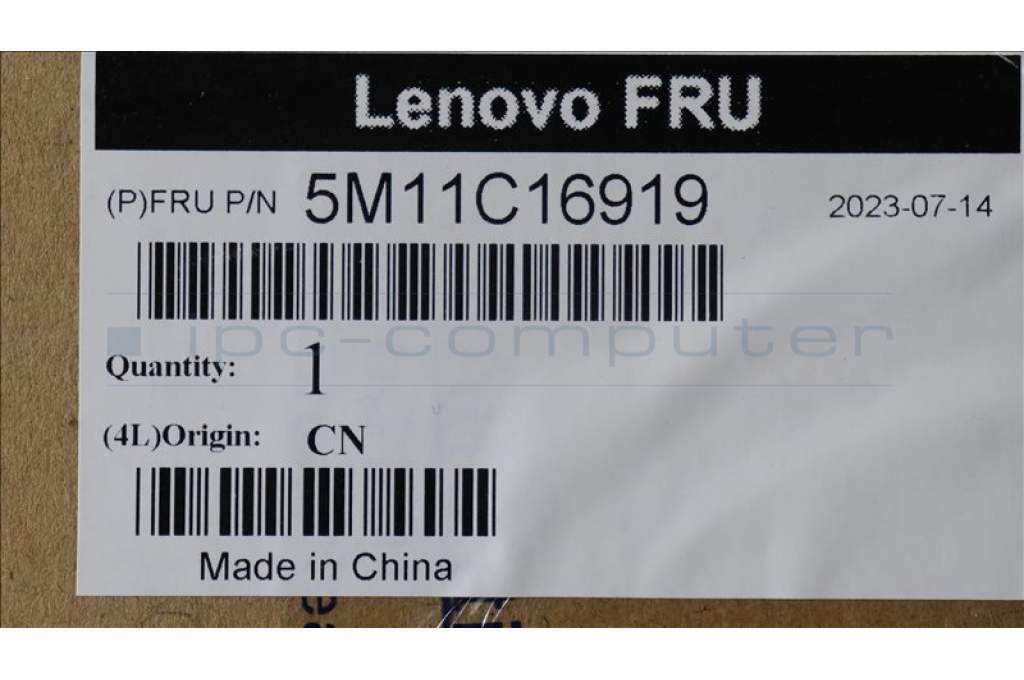 Lenovo FRU
(P)FRU P/N 5M11C16919 2023-07-14
ipc-computer
Quantity: 1
(4L)Origin: CN
Made in China